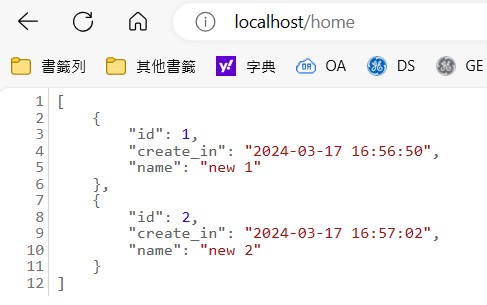 localhost/home
書籤列 其他書籤 y! 字典 DR OA DS GE
1 [
2 {
3 "id": 1,
4 "create_in": "2024-03-17 16:56:50",
5 "name": "new 1"
6 },
7 {
8 "id": 2,
9 "create_in": "2024-03-17 16:57:02",
10 "name": "new 2"
11 }
12 ]